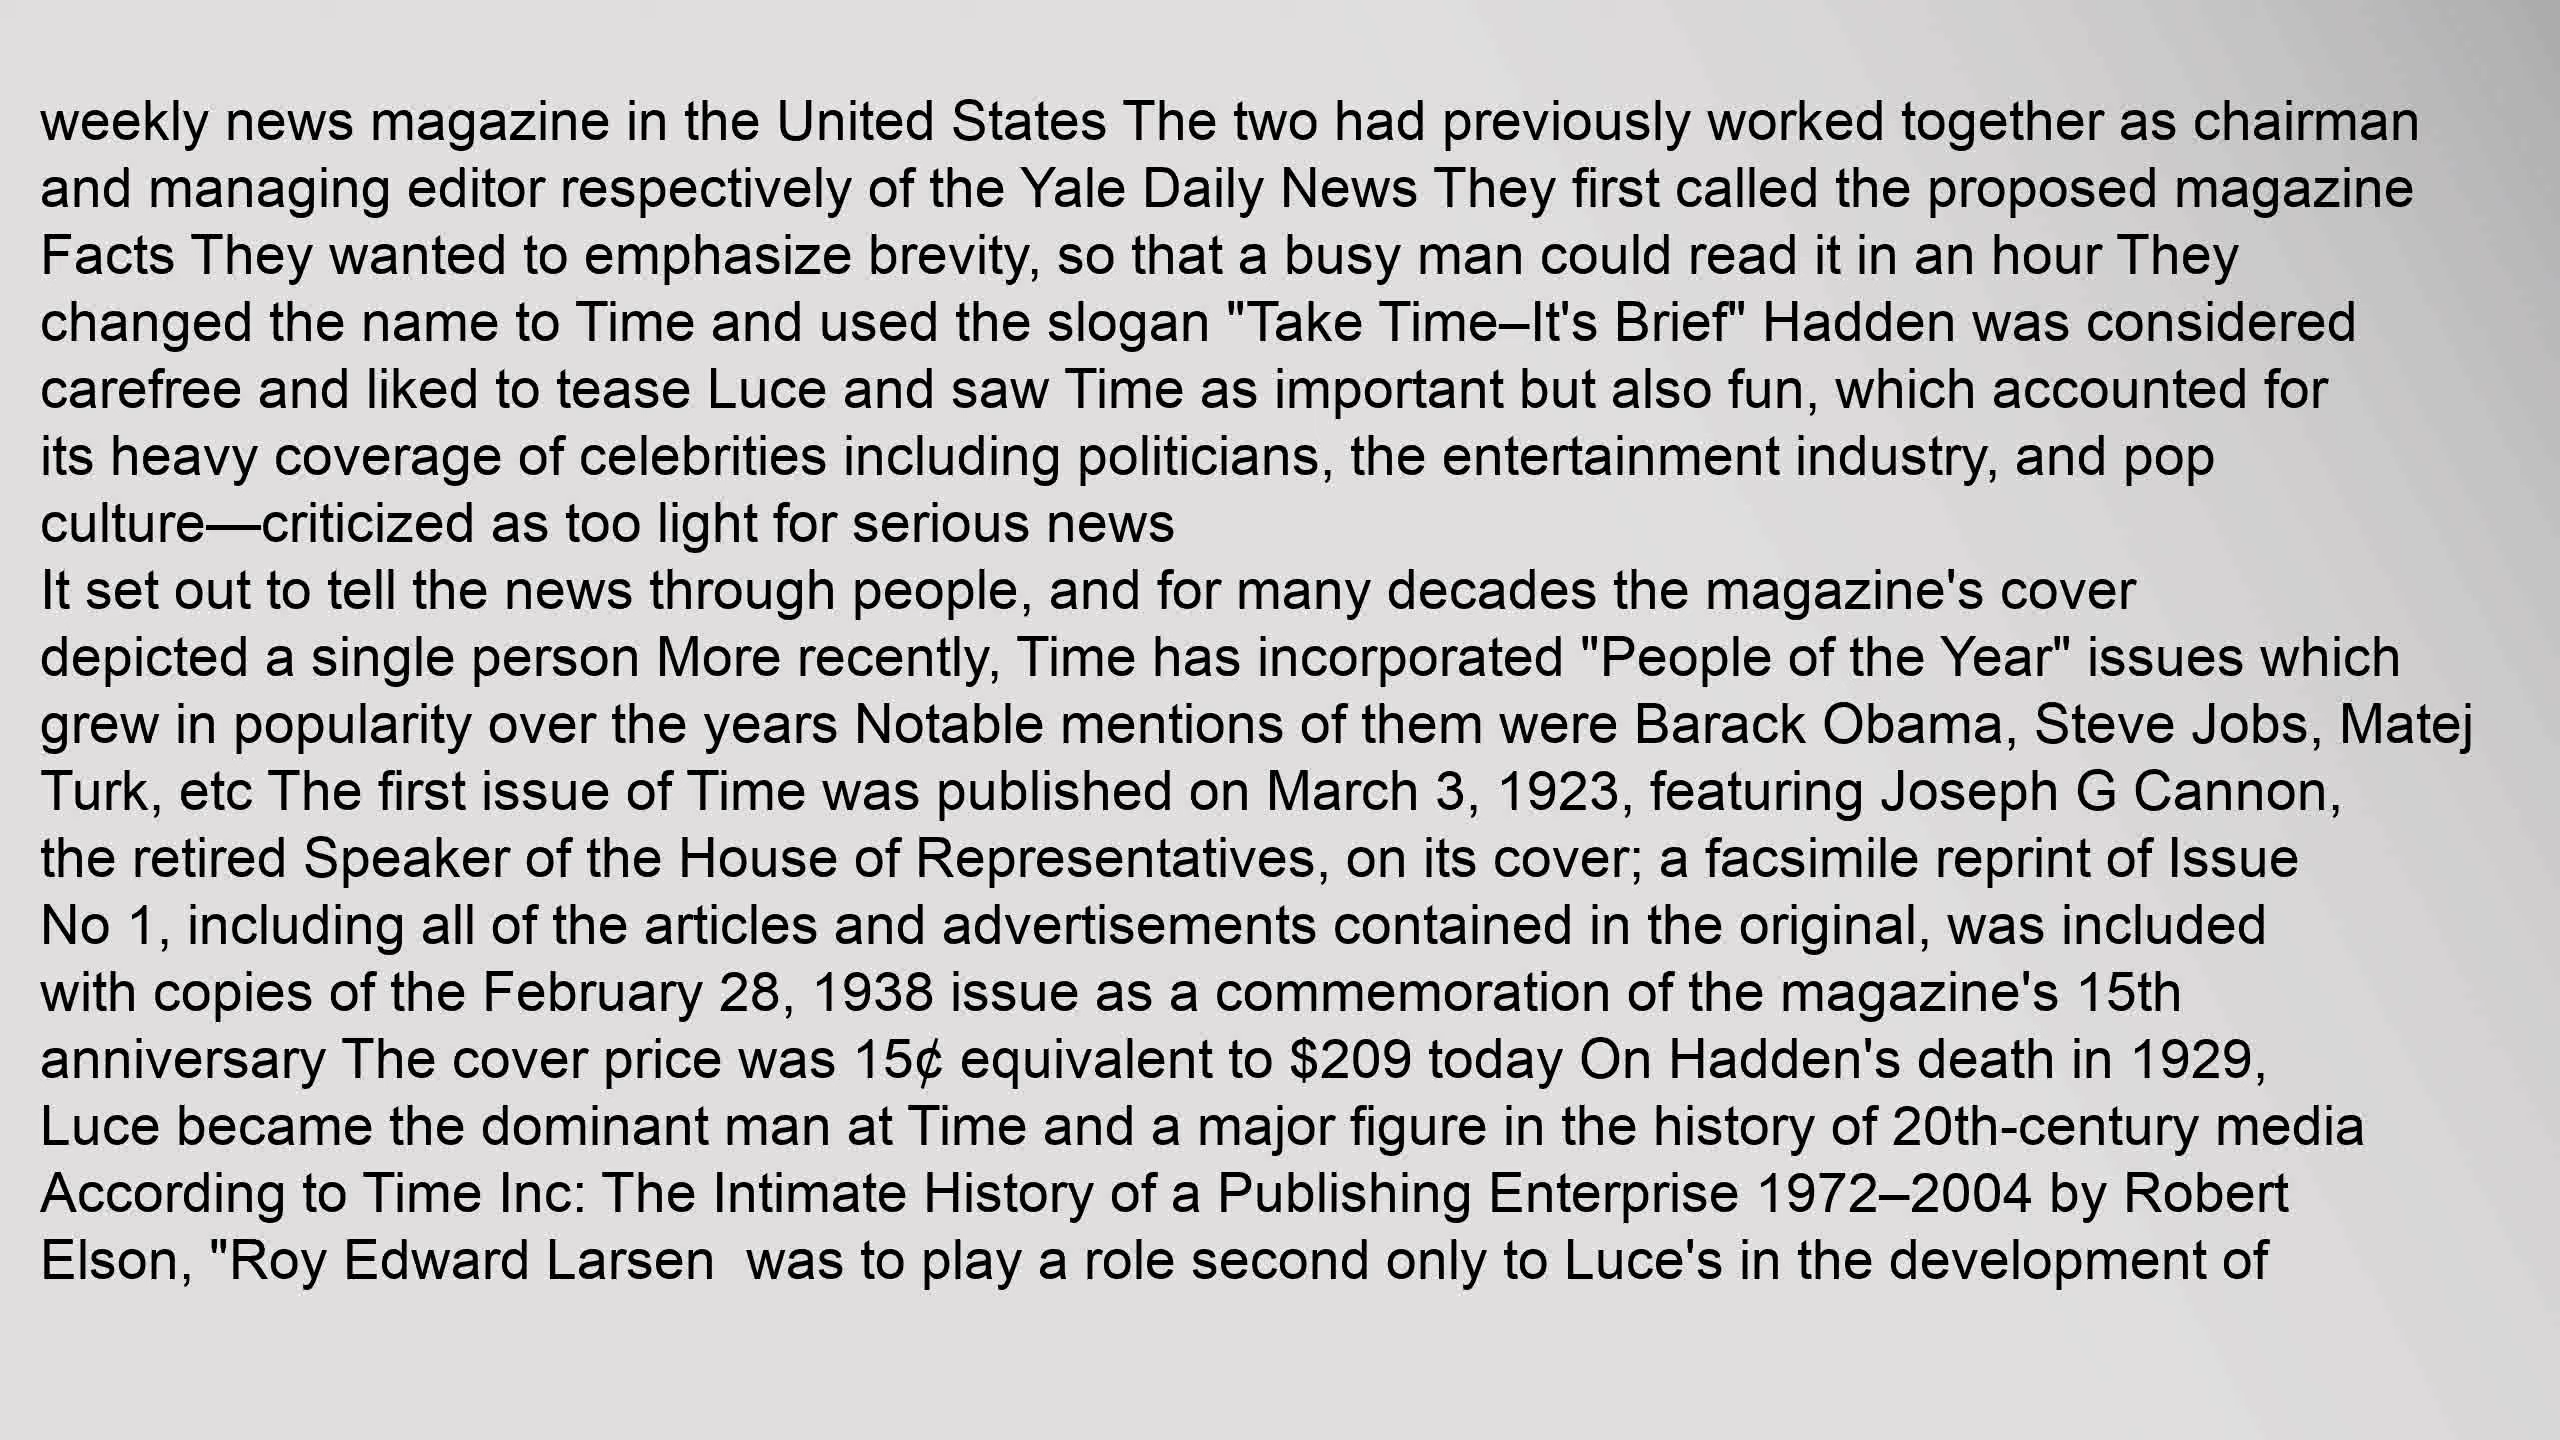 weekly news magazine in the United States The two had previously worked together as chairman
and managing editor respectively of the Yale Daily News They first called the proposed magazine
Facts They wanted to emphasize brevity, so that a busy man could read it in an hour They
changed the name to Time and used the slogan "Take Time–It's Brief" Hadden was considered
carefree and liked to tease Luce and saw Time as important but also fun, which accounted for
its heavy coverage of celebrities including politicians, the entertainment industry, and pop
culture—criticized as too light for serious news
It set out to tell the news through people, and for many decades the magazine's cover
depicted a single person More recently, Time has incorporated "People of the Year" issues which
grew in popularity over the years Notable mentions of them were Barack Obama, Steve Jobs, Matej
Turk, etc The first issue of Time was published on March 3, 1923, featuring Joseph G Cannon,
the retired Speaker of the House of Representatives, on its cover; a facsimile reprint of Issue
No 1, including all of the articles and advertisements contained in the original, was included
with copies of the February 28, 1938 issue as a commemoration of the magazine's 15th
anniversary The cover price was 15¢ equivalent to $209 today On Hadden's death in 1929,
Luce became the dominant man at Time and a major figure in the history of 20th-century media
According to Time Inc: The Intimate History of a Publishing Enterprise 1972–2004 by Robert
Elson, "Roy Edward Larsen  was to play a role second only to Luce's in the development of